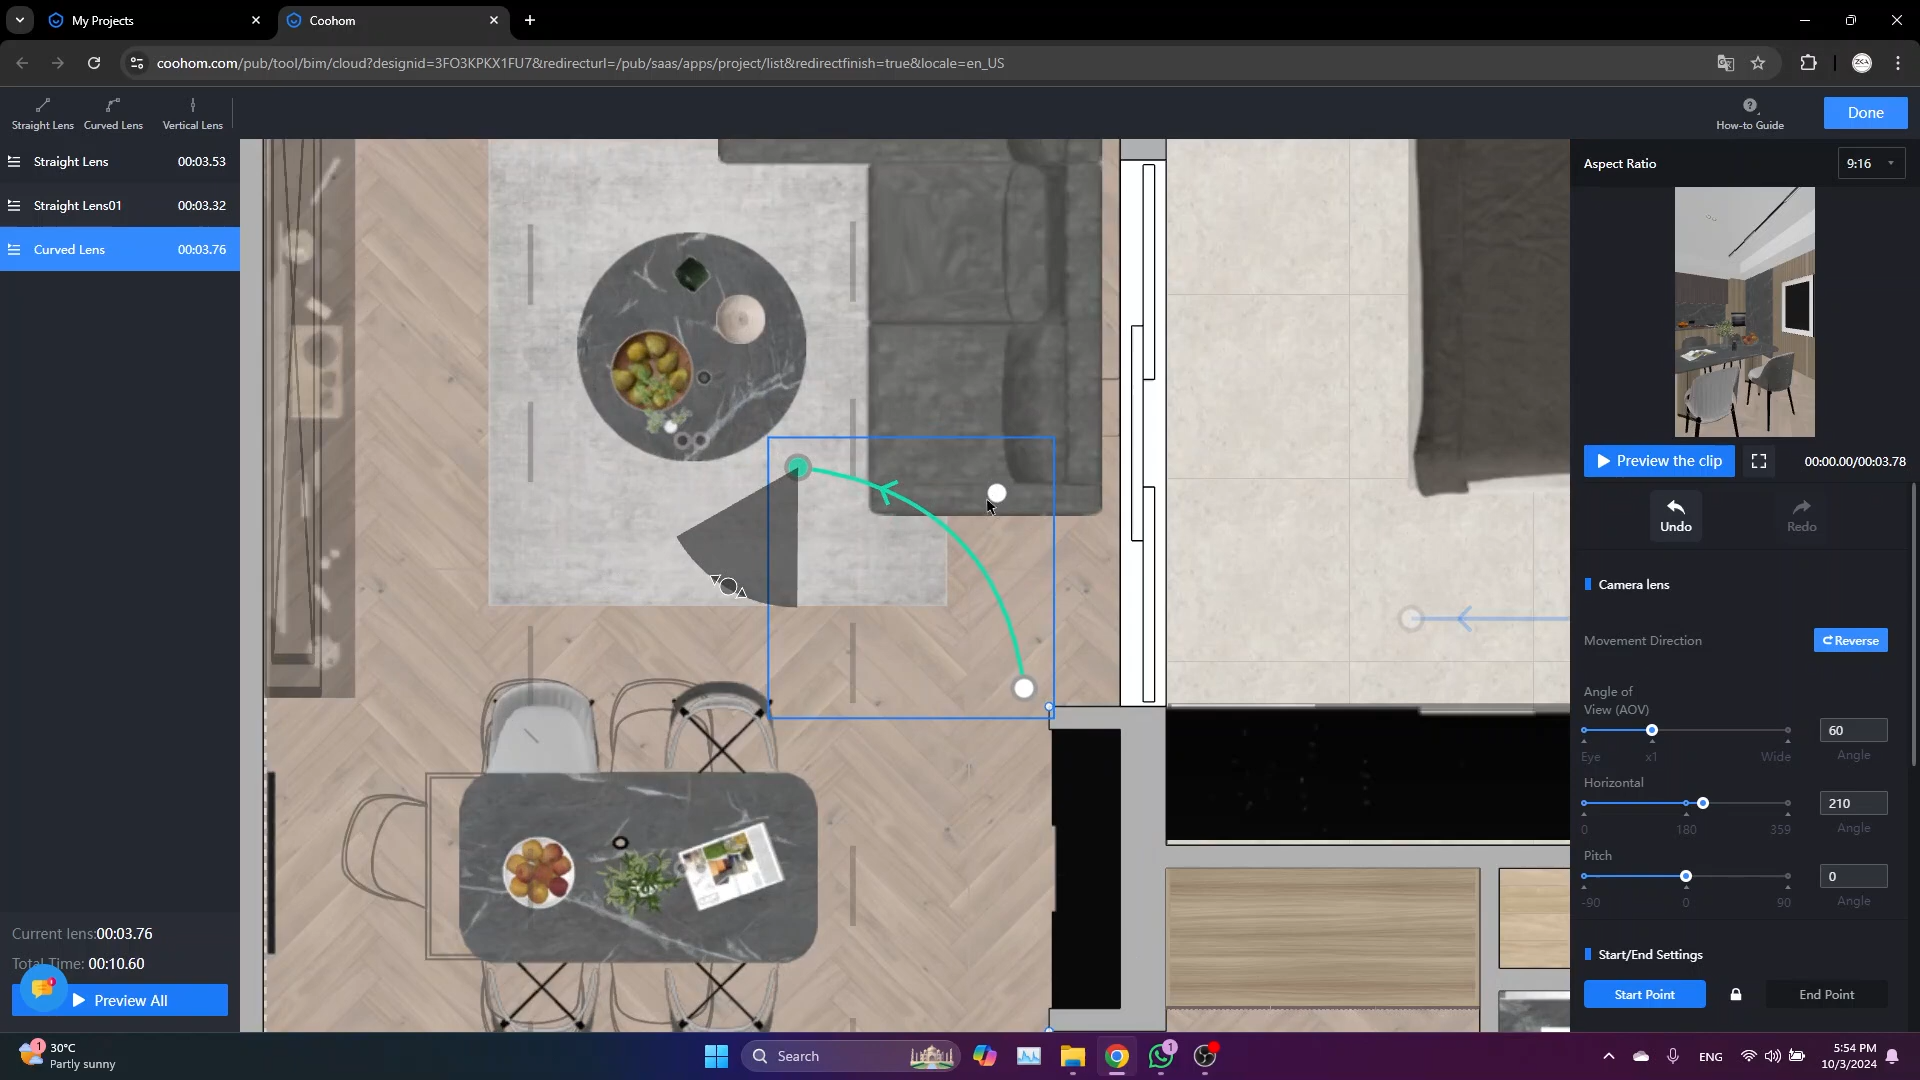 My Projects
Coohom
coohom.com/pub/tool/bim/cloud?designid=3FO3KPKX1FU7&redirecturl=/pub/saas/apps/project/list&redirectfinish=true&locale=en_US
ZKA
Straight Lens
Curved Lens
Vertical Lens
How-to Guide
Done
Straight Lens 00:03.53
Straight Lens01 00:03.32
Curved Lens 00:03.76
Aspect Ratio 9:16
Preview the clip
00:00.00/00:03.78
Undo
Redo
Camera lens
Movement Direction
Reverse
Angle of
View (AOV)
60
Eye x1 Wide Angle
Horizontal
210
0 180 359 Angle
Pitch
0
-90 0 90 Angle
Start/End Settings
Start Point
End Point
Current lens:00:03.76
Total Time: 00:10.60
Preview All
1
30°C
Partly sunny
Search
1
ENG
5:54 PM
10/3/2024